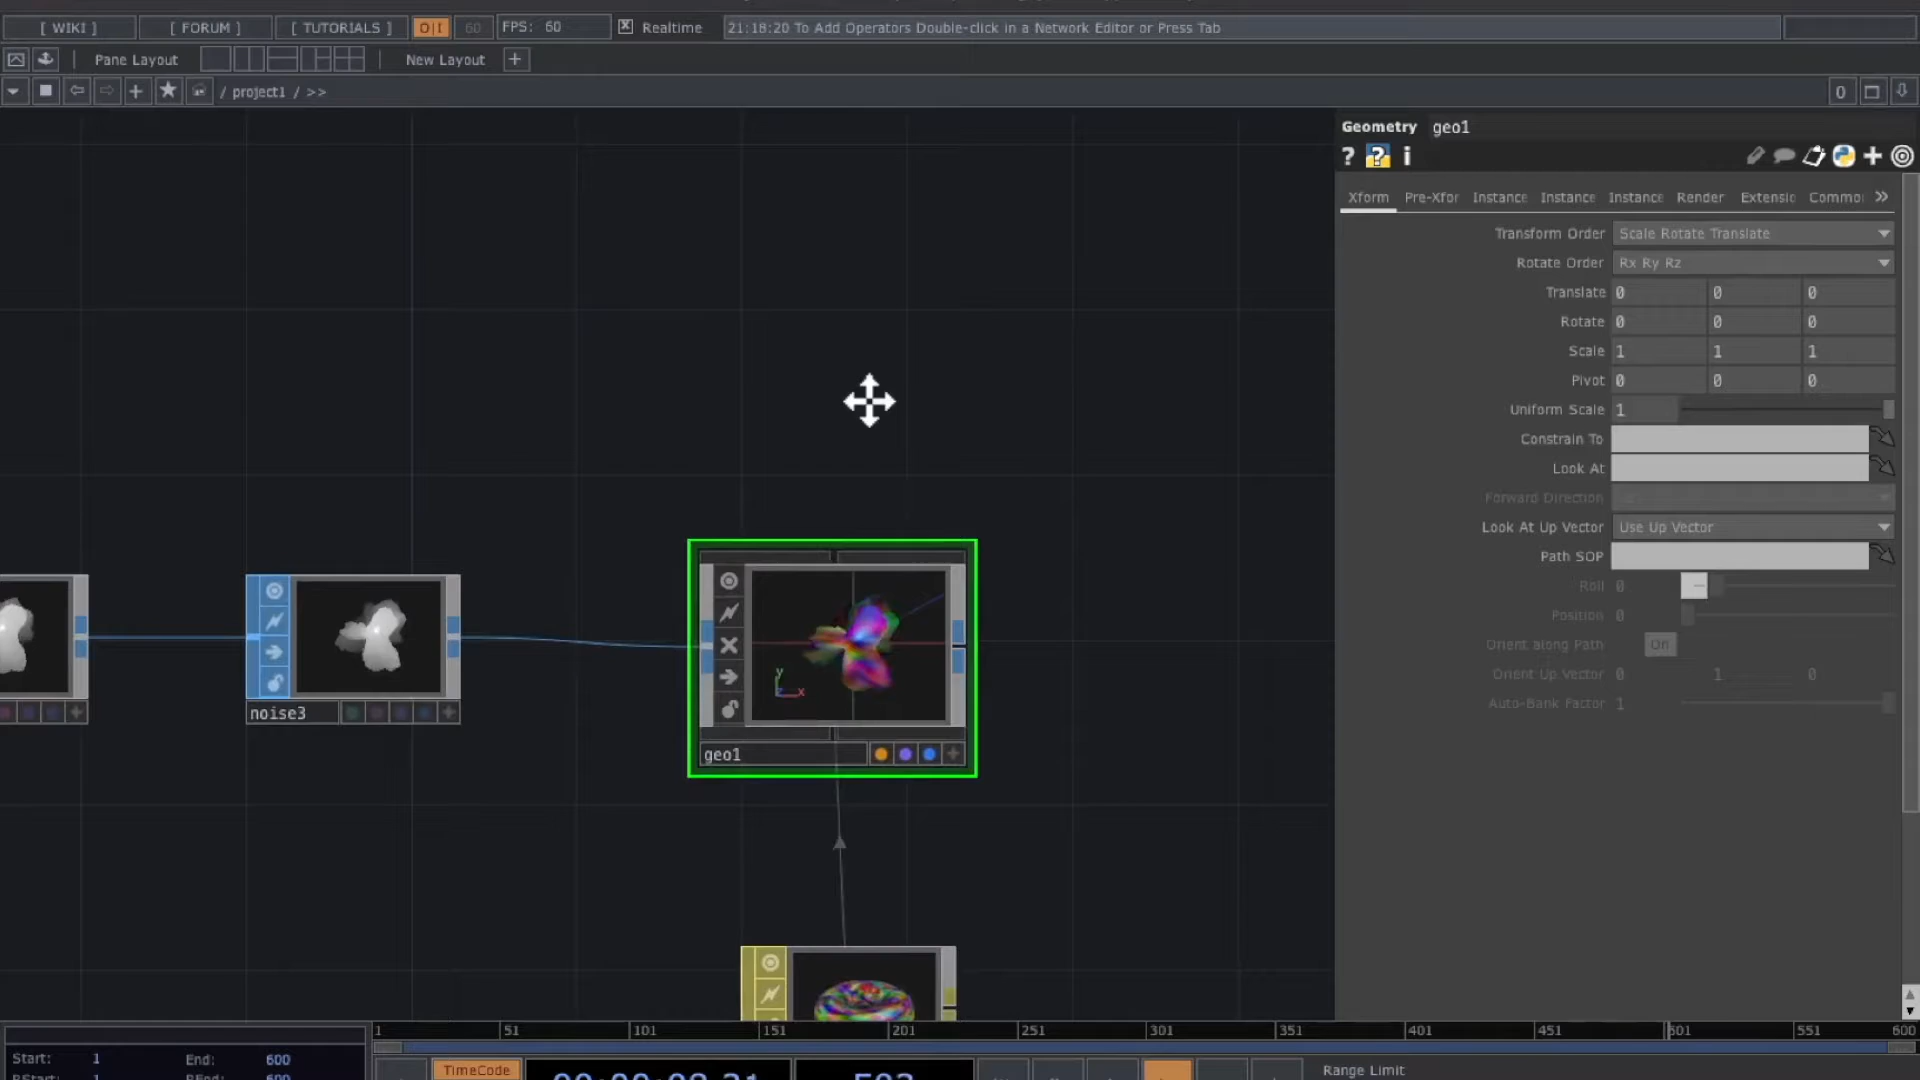 [ WIKI ] [ FORUM ] [ TUTORIALS ] O|I 60 FPS: 60 Realtime 21:18:20 To Add Operators Double-click in a Network Editor or Press Tab
Pane Layout New Layout +
/ project1 / >> 0
Geometry geo1
? ? i
Xform Pre-Xfor Instance Instance Instance Render Extensic Commo
Transform Order Scale Rotate Translate
Rotate Order Rx Ry Rz
Translate 0 0 0
Rotate 0 0 0
Scale 1 1 1
Pivot 0 0 0
Uniform Scale 1
Constrain To
Look At
Forward Direction
Look At Up Vector Use Up Vector
Path SOP
Roll 0
Position 0
Orient along Path On
Orient Up Vector 0 1 0
Auto-Bank Factor 1
noise3
y
x
geo1
1 51 101 151 201 251 301 351 401 451 501 551 600
Start: 1 End: 600
TimeCode
Range Limit